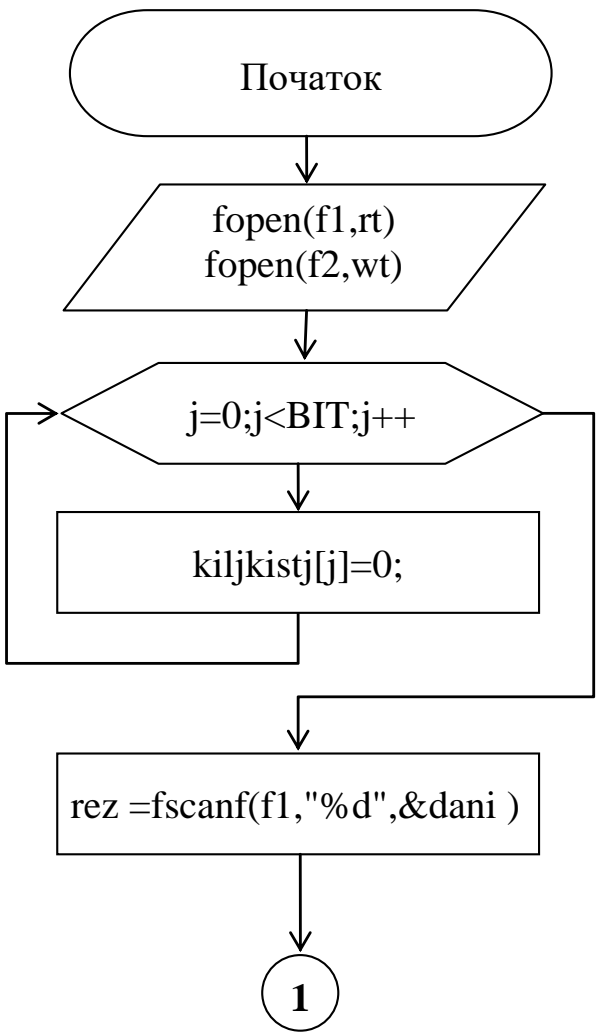 Початок
fopen(f1,rt)
fopen(f2,wt)
j=0;j<BIT;j++
kiljkistj[j]=0;
rez =fscanf(f1,"%d",&dani )
1